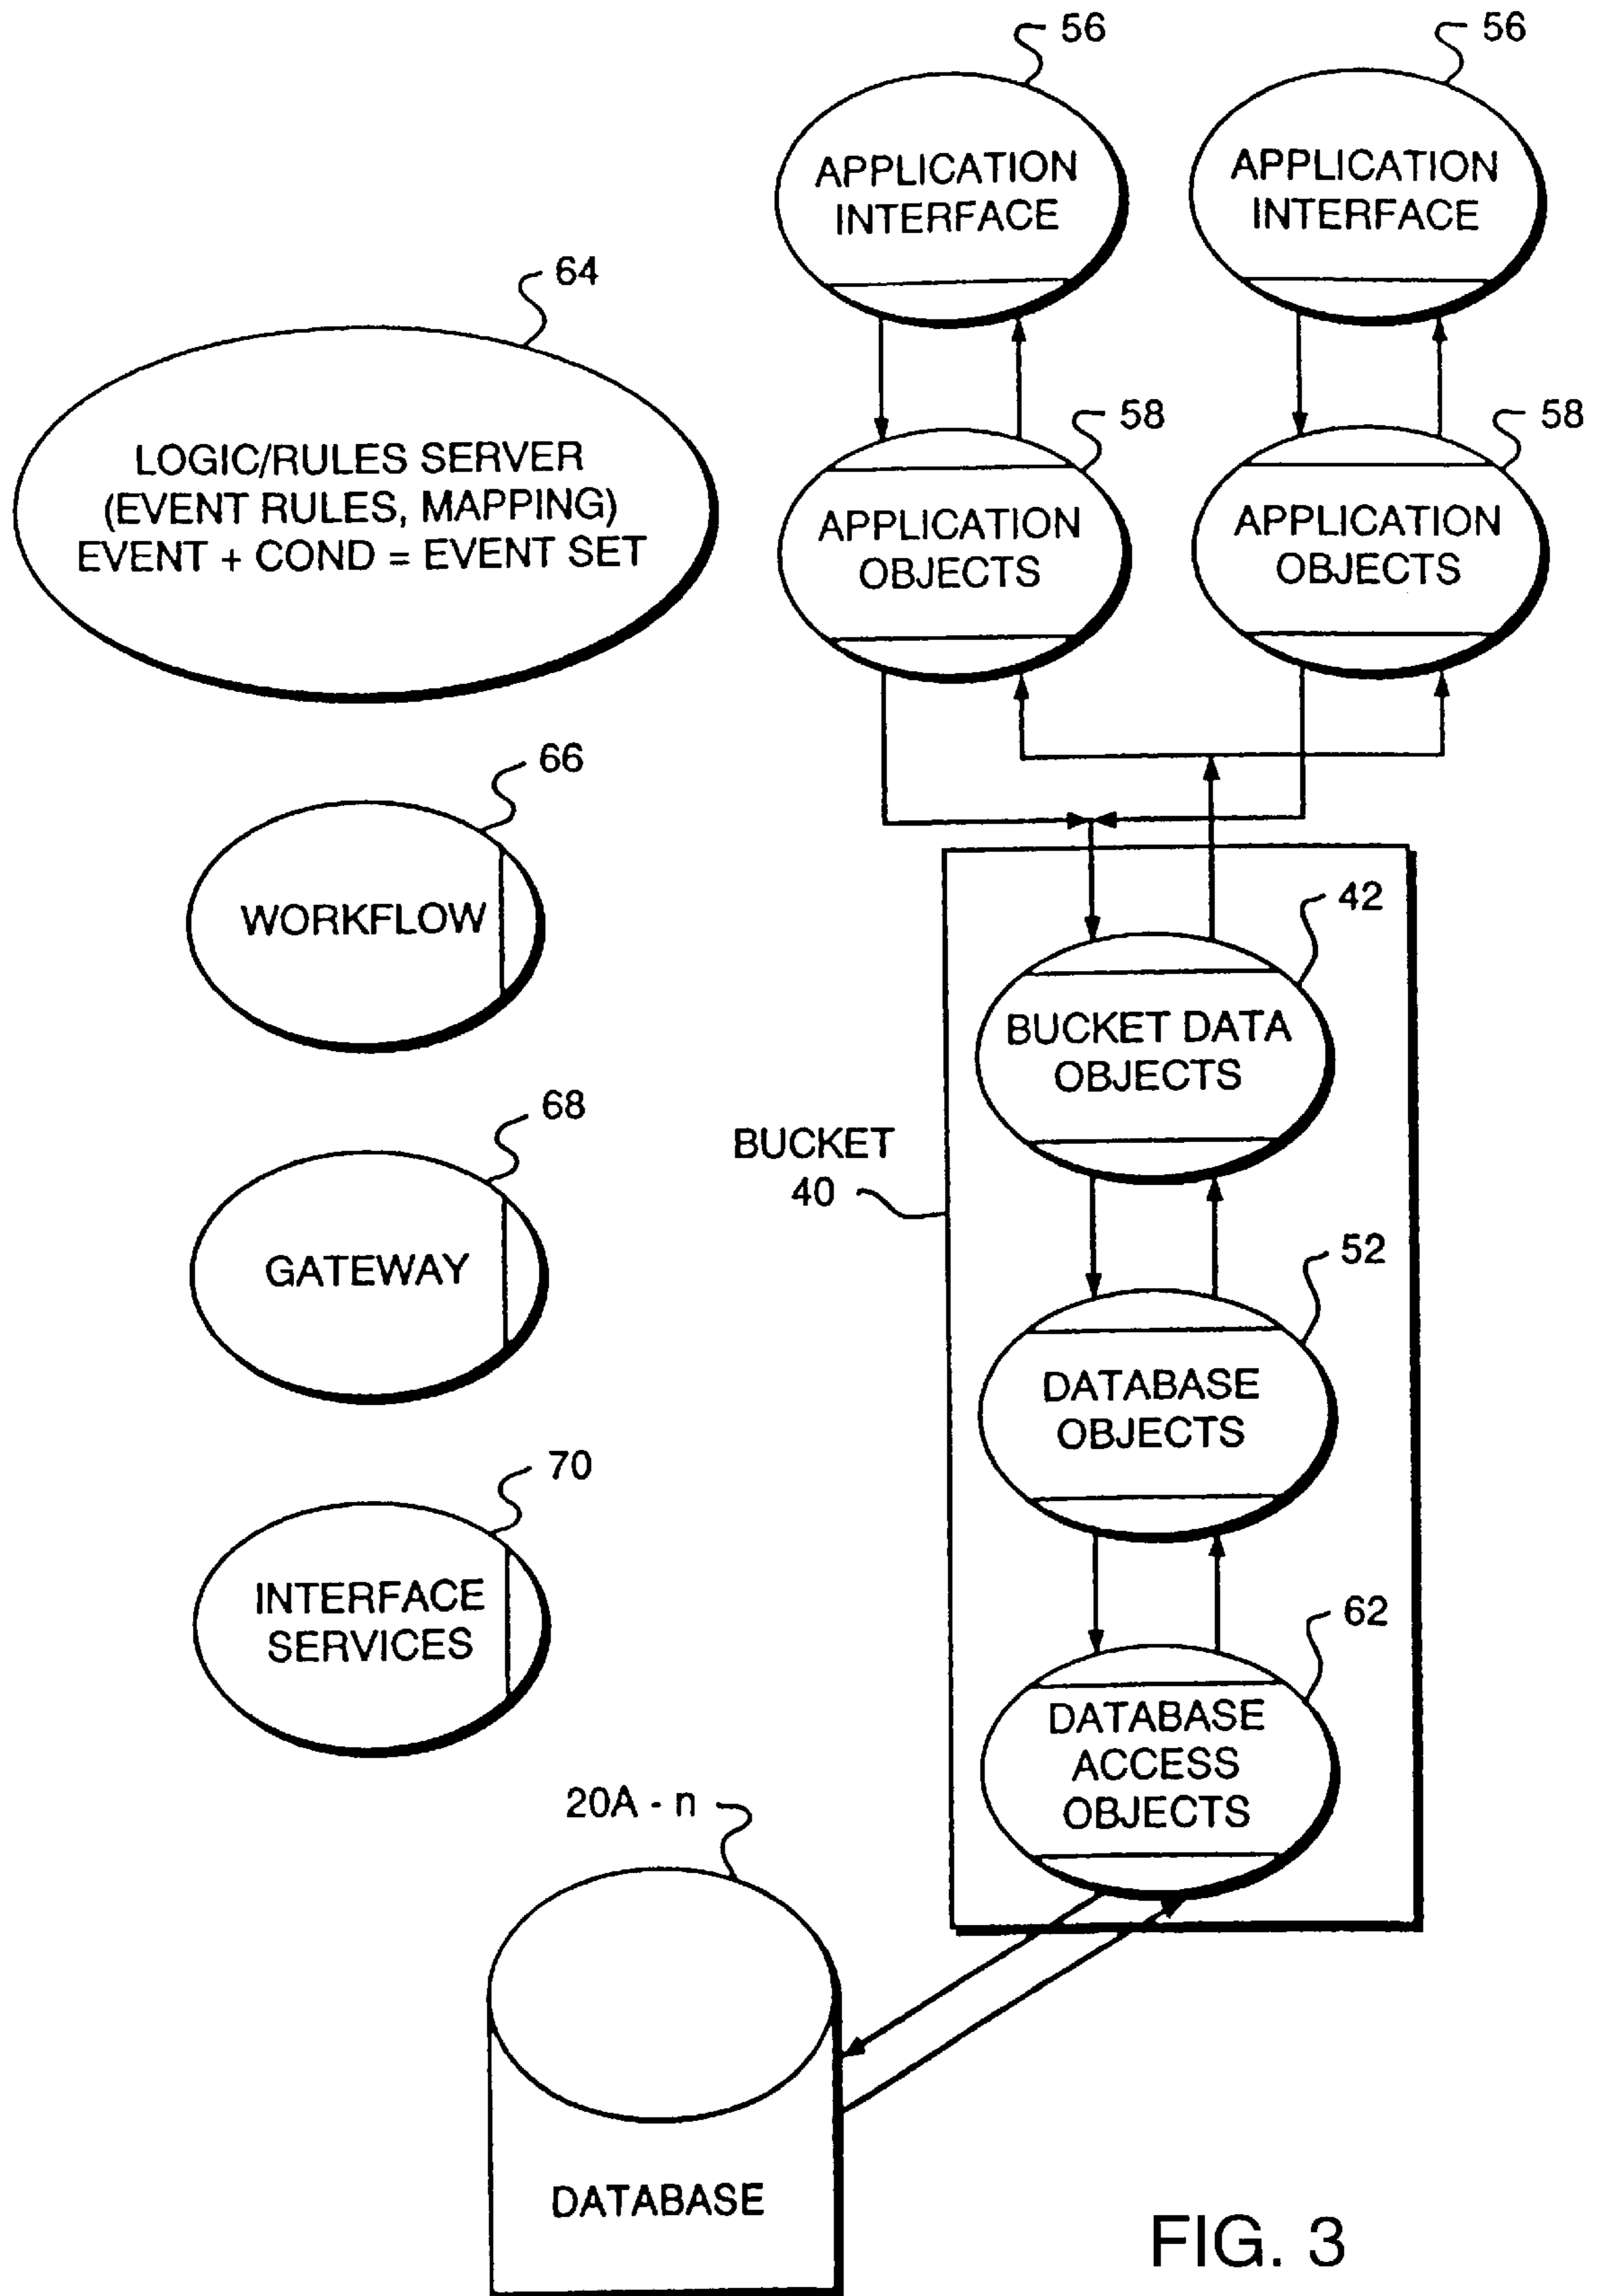 56
56
APPLICATION
INTERFACE
APPLICATION
INTERFACE
64
LOGIC/RULES SERVER
(EVENT RULES, MAPPING)
EVENT + COND = EVENT SET
58
58
APPLICATION
OBJECTS
APPLICATION
OBJECTS
66
WORKFLOW
42
BUCKET DATA
OBJECTS
BUCKET
40
68
GATEWAY
52
DATABASE
OBJECTS
70
INTERFACE
SERVICES
62
DATABASE
ACCESS
OBJECTS
20A - n
DATABASE
FIG. 3